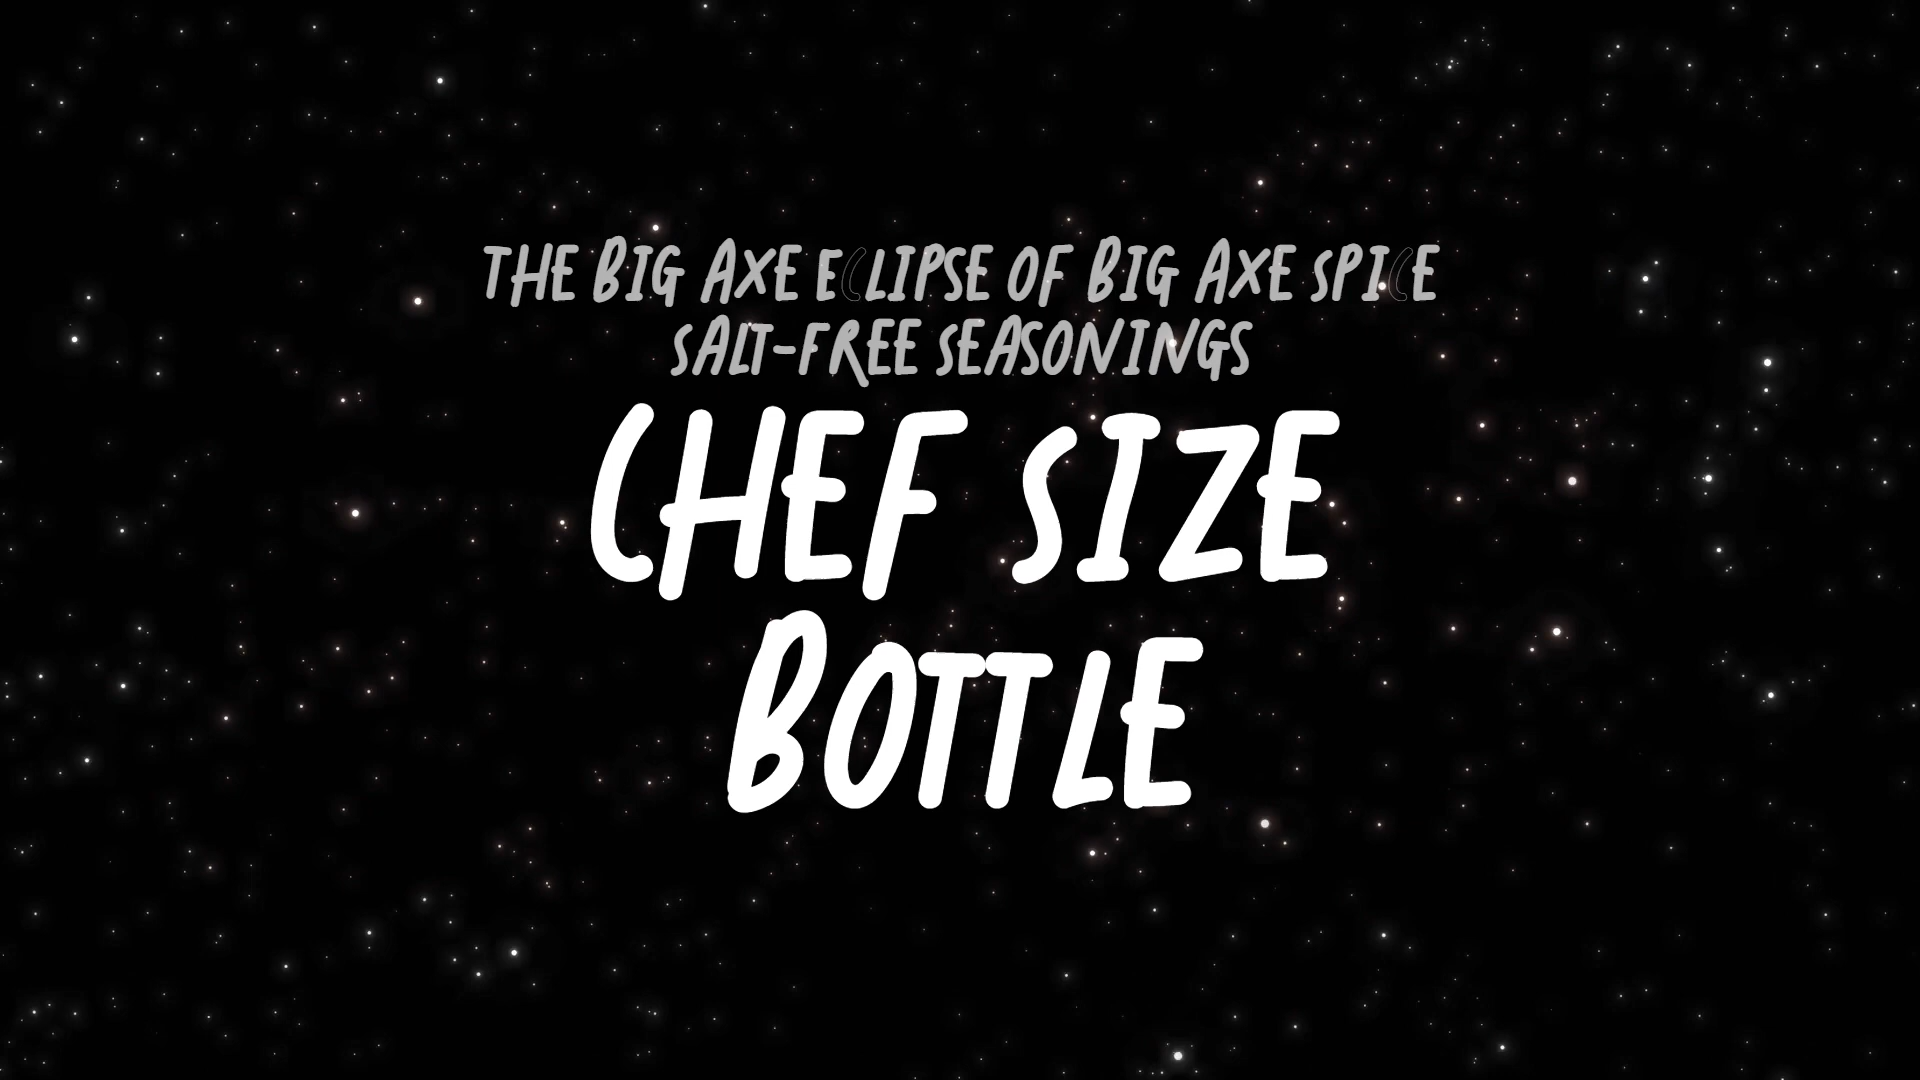 THE BIG AXE ECLIPSE OF BIG AXE SPICE
SALT-FREE SEASONINGS
CHEF SIZE
BOTTLE